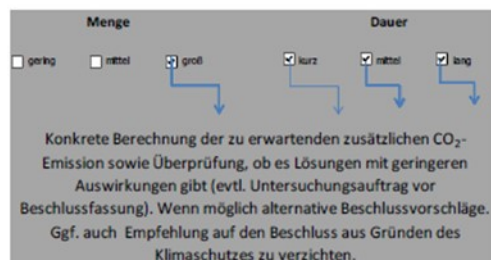 Menge Dauer
gering mittel groß kurz mittel lang
Konkrete Berechnung der zu erwartenden zusätzlichen CO₂-
Emission sowie Überprüfung, ob es Lösungen mit geringeren
Auswirkungen gibt (evtl. Untersuchungsauftrag vor
Beschlussfassung). Wenn möglich alternative Beschlussvorschläge.
Ggf. auch Empfehlung auf den Beschluss aus Gründen des
Klimaschutzes zu verzichten.